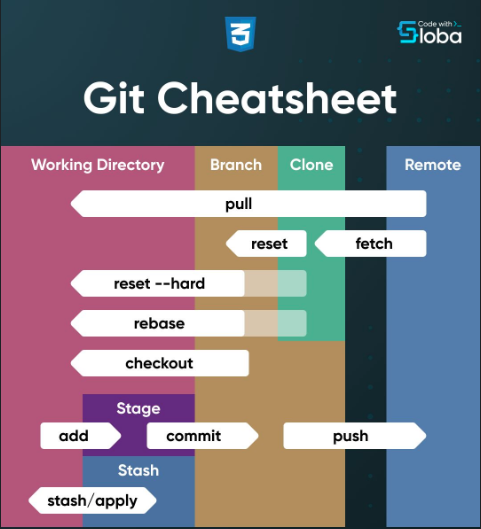 3
Code with >_
Sloba
Git Cheatsheet
Working Directory Branch Clone Remote
pull
reset fetch
reset --hard
rebase
checkout
Stage
add commit push
Stash
stash/apply